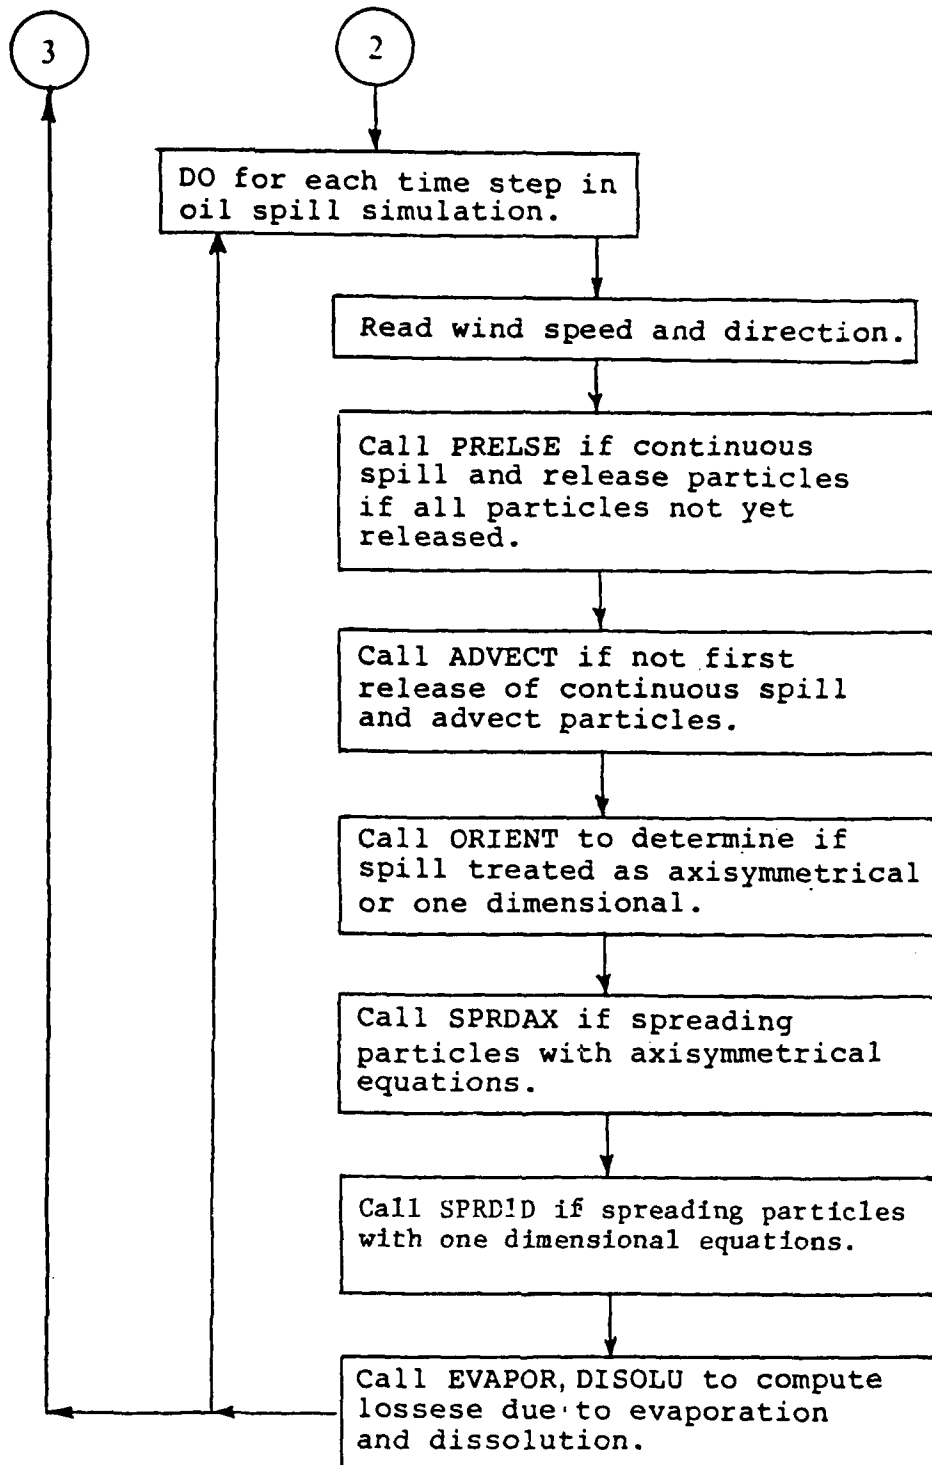 3
2
DO for each time step in
oil spill simulation.
Read wind speed and direction.
Call PRELSE if continuous
spill and release particles
if all particles not yet
released.
Call ADVECT if not first
release of continuous spill
and advect particles.
Call ORIENT to determine if
spill treated as axisymmetrical
or one dimensional.
Call SPRDAX if spreading
particles with axisymmetrical
equations.
Call SPRD1D if spreading particles
with one dimensional equations.
Call EVAPOR, DISOLU to compute
lossese due to evaporation
and dissolution.